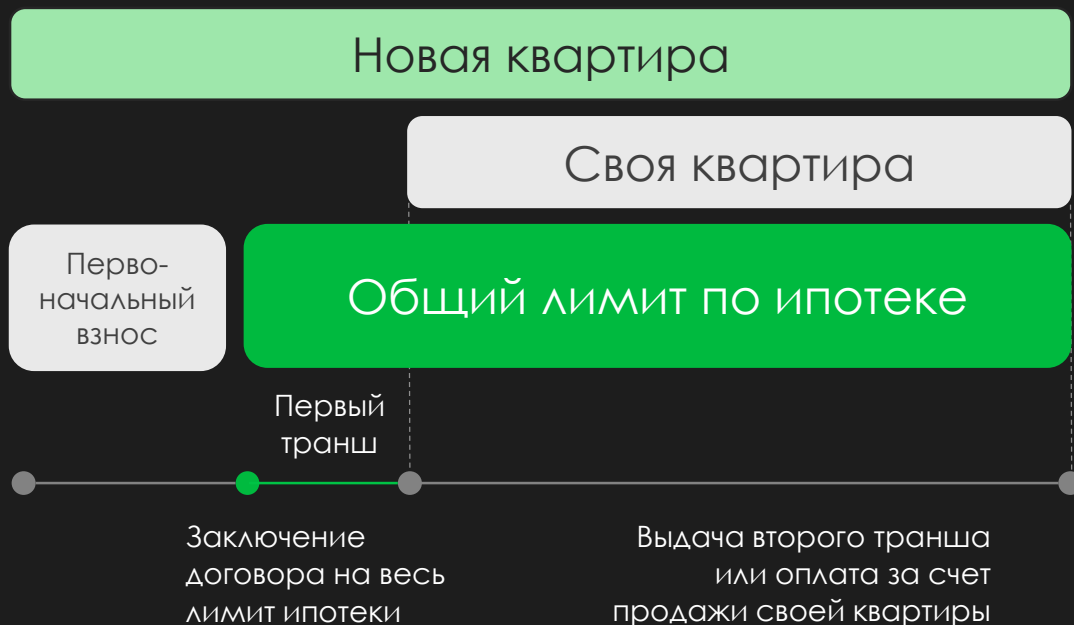 Новая квартира
Своя квартира
Перво-
начальный
взнос
Общий лимит по ипотеке
Первый
транш
Заключение
договора на весь
лимит ипотеки
Выдача второго транша
или оплата за счет
продажи своей квартиры